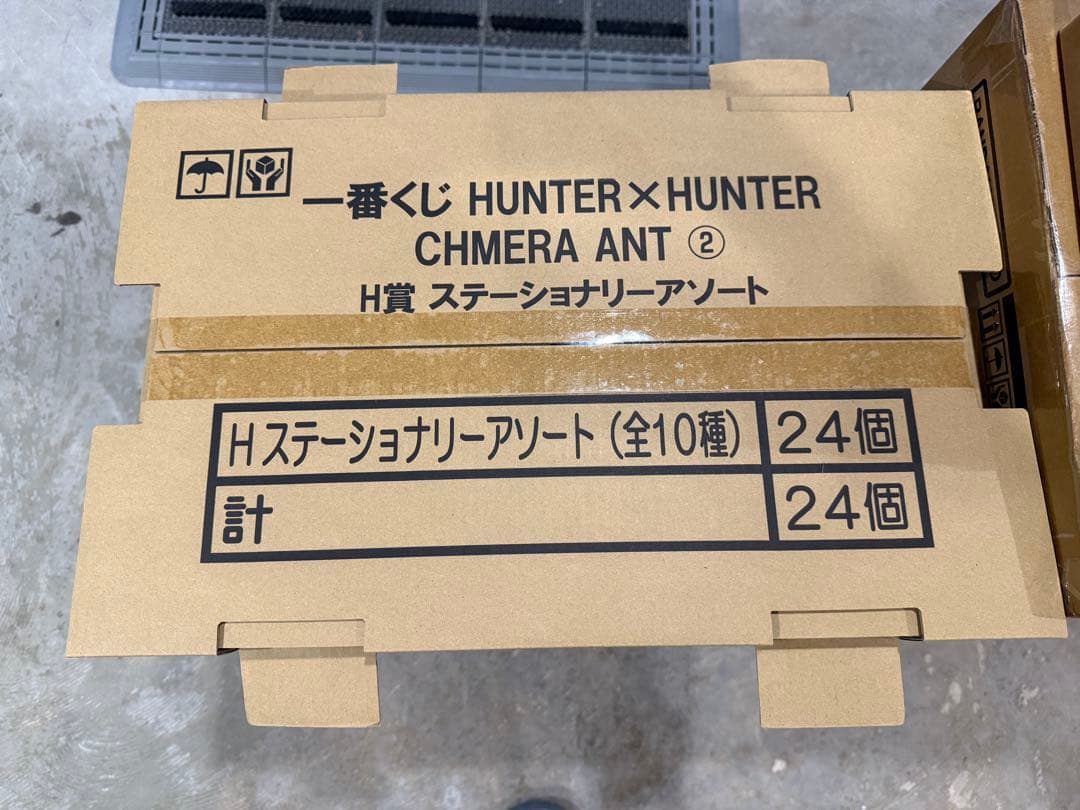 一番くじ HUNTER×HUNTER
CHMERA ANT ②
H賞 ステーショナリーアソート
Hステーショナリーアソート(全10種) 24個
計 24個